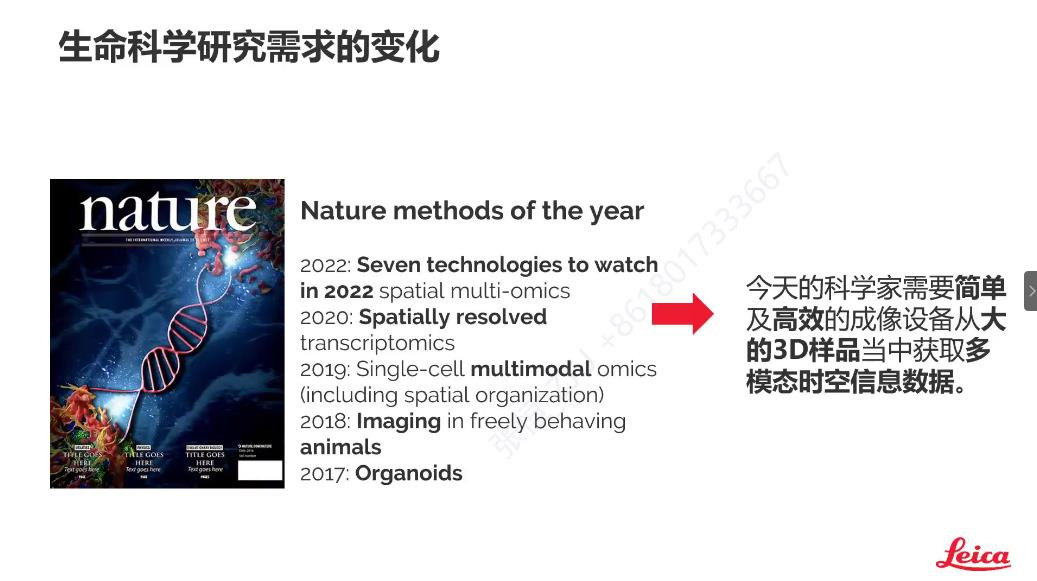 生命科学研究需求的变化
nature
THE INTERNATIONAL WEEKLY JOURNAL OF SCIENCE
TITLE GOES
HERE
Text goes here
TITLE GOES
HERE
Text goes here
TITLE GOES
HERE
Text goes here
Nature methods of the year
2022: Seven technologies to watch
in 2022 spatial multi-omics
2020: Spatially resolved
transcriptomics
2019: Single-cell multimodal omics
(including spatial organization)
2018: Imaging in freely behaving
animals
2017: Organoids
今天的科学家需要简单
及高效的成像设备从大
的3D样品当中获取多
模态时空信息数据。
+8618017333667
Leica